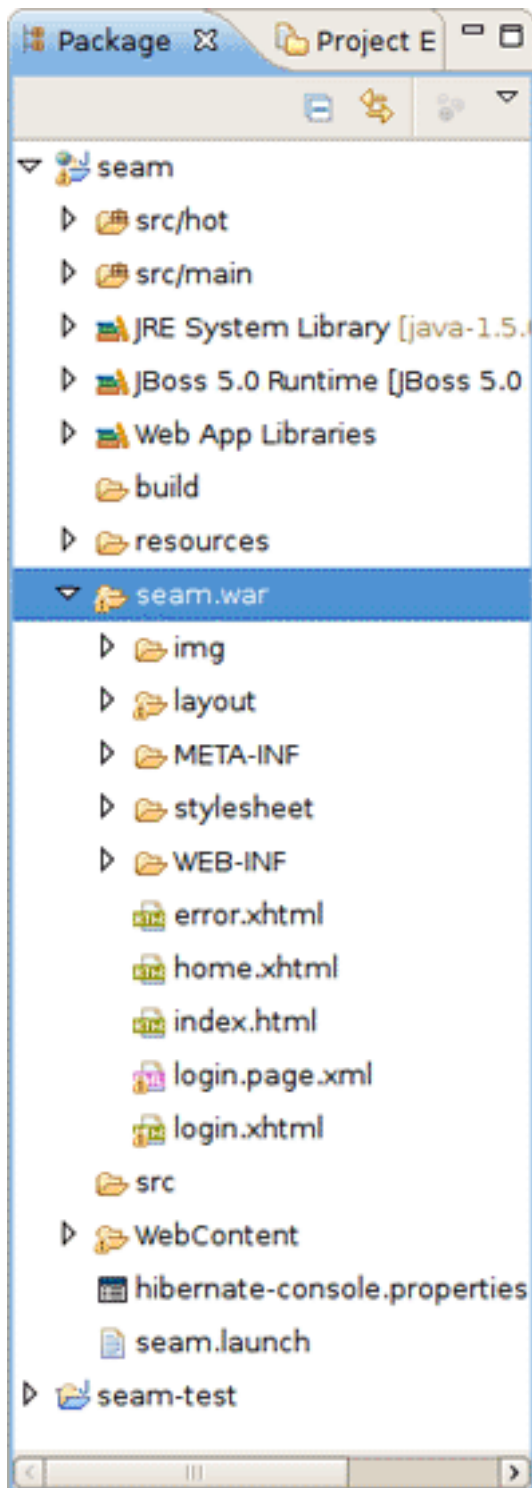 Package Project E
seam
src/hot
src/main
JRE System Library [java-1.5.
JBoss 5.0 Runtime [JBoss 5.0
Web App Libraries
build
resources
seam.war
img
layout
META-INF
stylesheet
WEB-INF
error.xhtml
home.xhtml
index.html
login.page.xml
login.xhtml
src
WebContent
hibernate-console.properties
seam.launch
seam-test